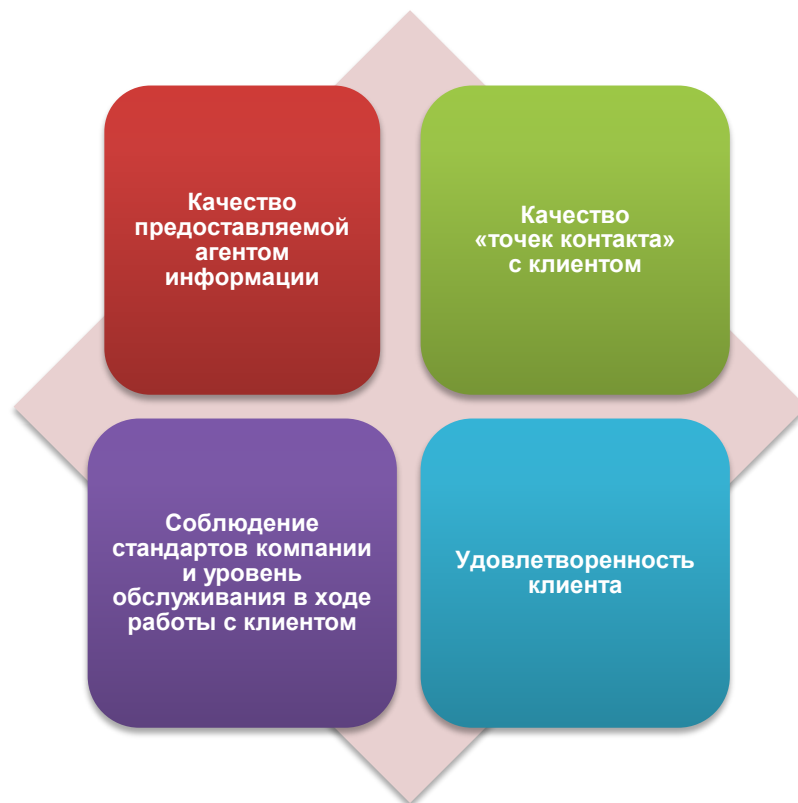 Качество
предоставляемой
агентом
информации
Качество
«точек контакта»
с клиентом
Соблюдение
стандартов компании
и уровень
обслуживания в ходе
работы с клиентом
Удовлетворенность
клиента